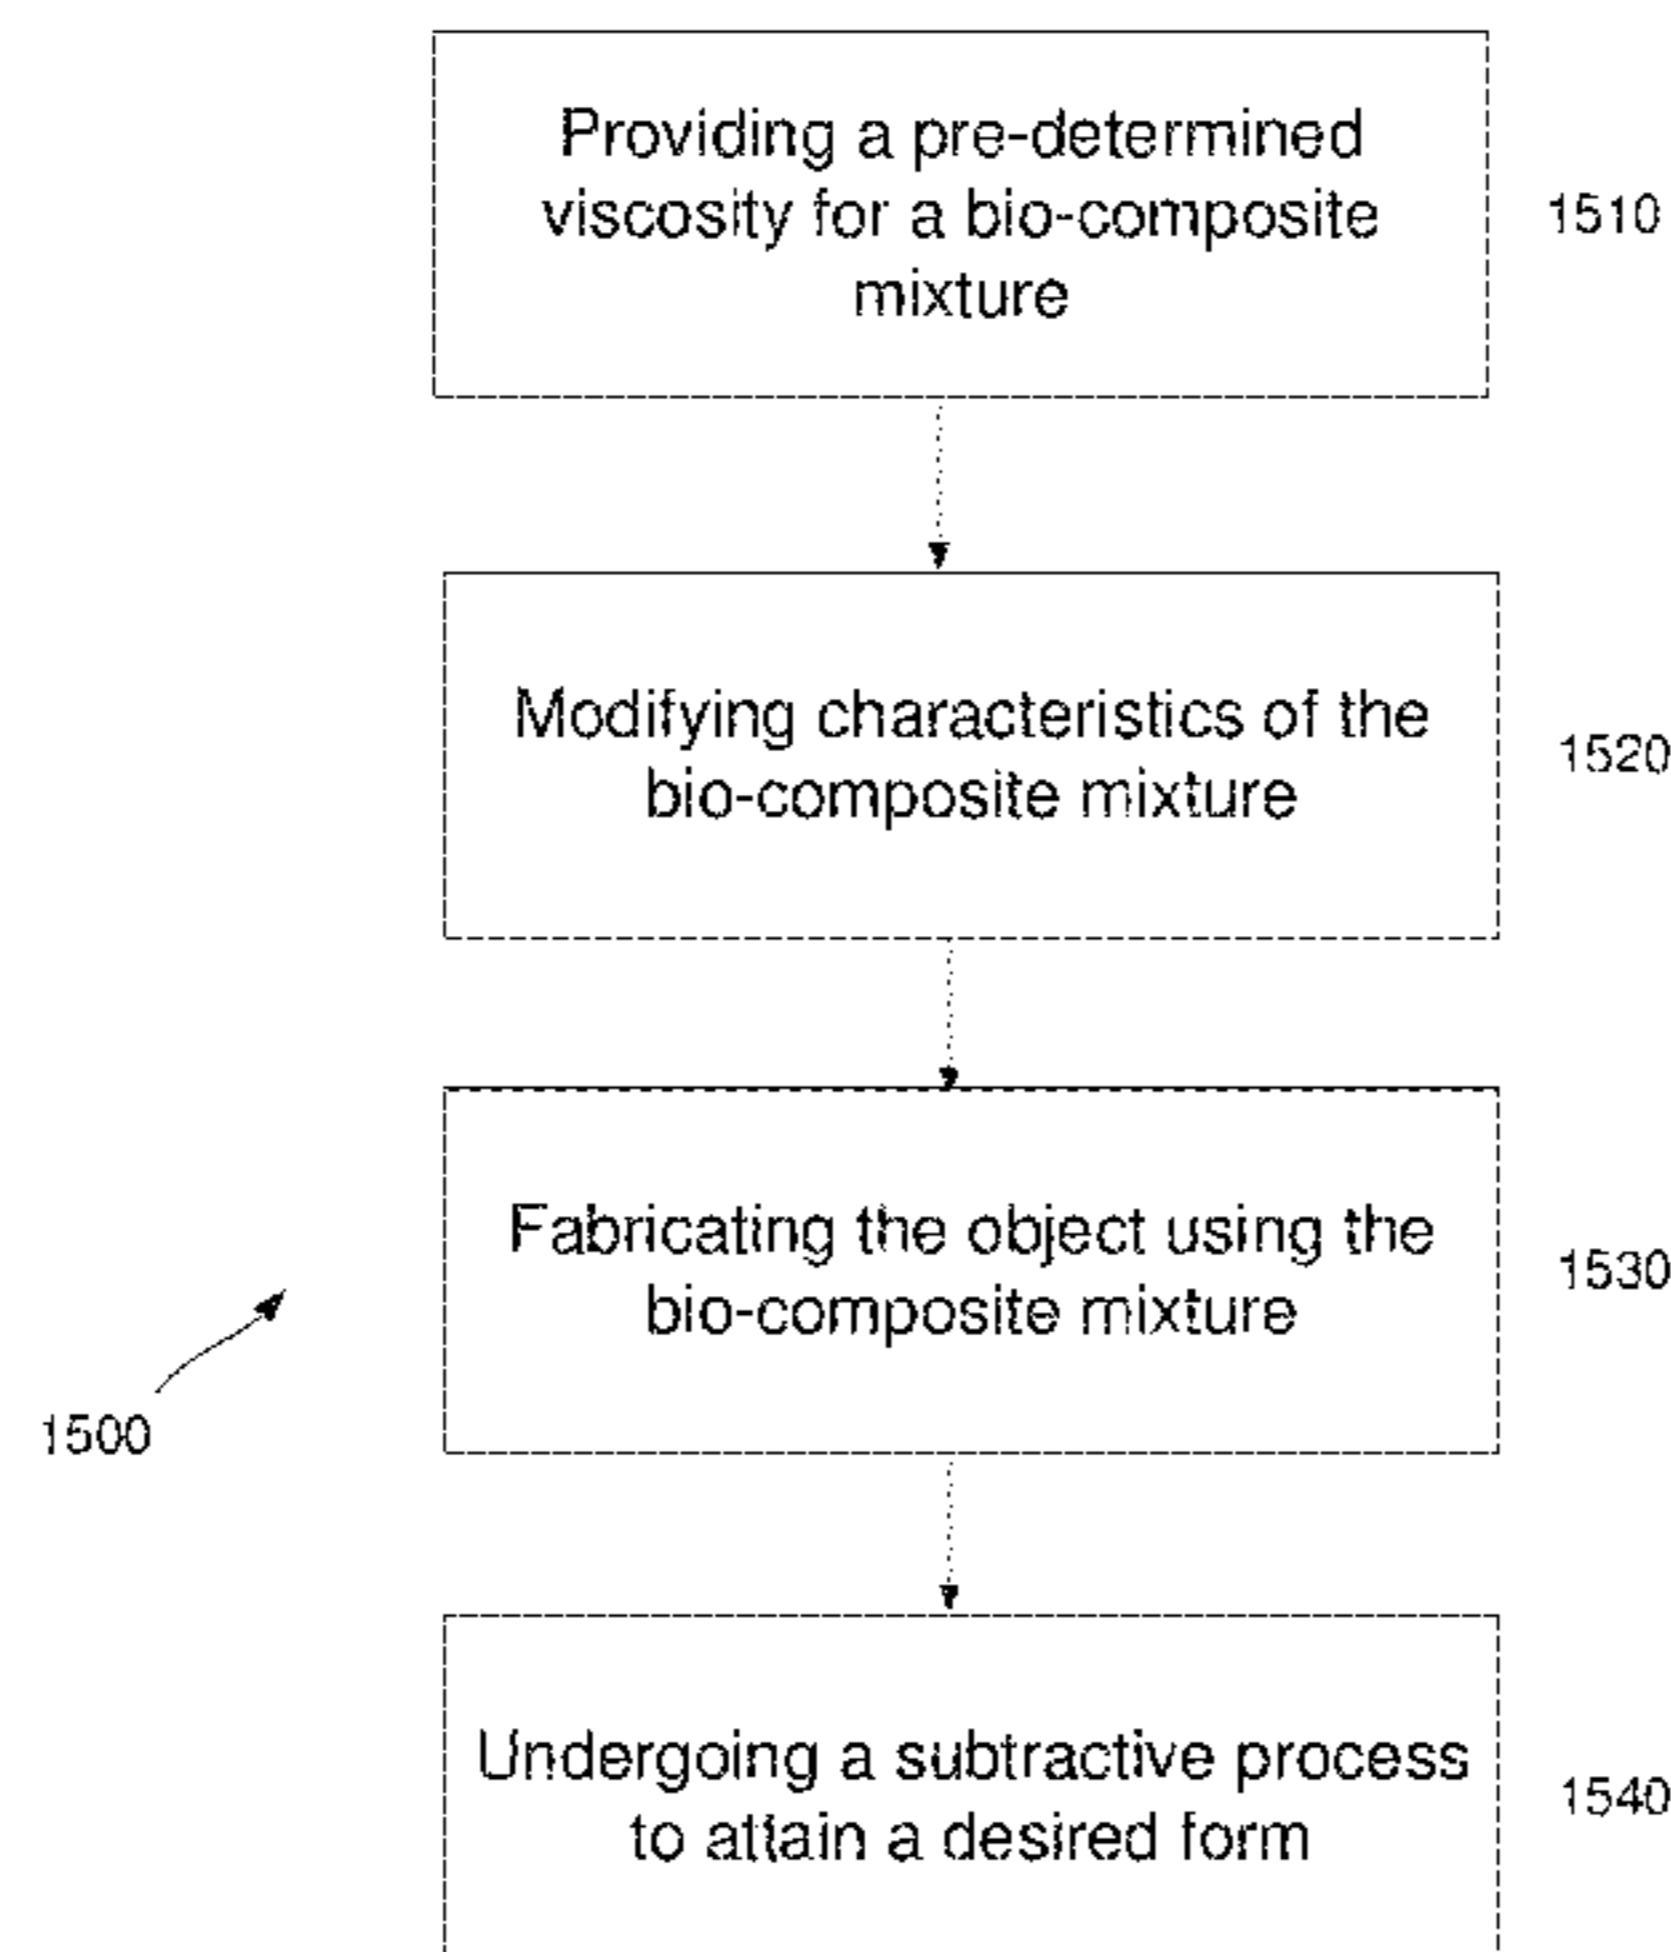 Providing a pre-determined
viscosity for a bio-composite
mixture
1510
Modifying characteristics of the
bio-composite mixture
1520
Fabricating the object using the
bio-composite mixture
1530
1500
Undergoing a subtractive process
to attain a desired form
1540